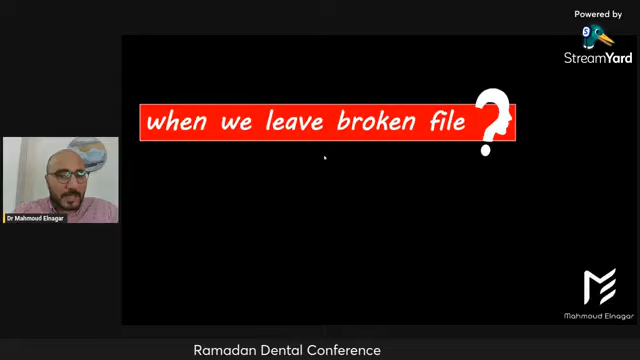 Powered by
StreamYard
when we leave broken file ?
Dr Mahmoud Elnagar
Mahmoud Elnagar
Ramadan Dental Conference